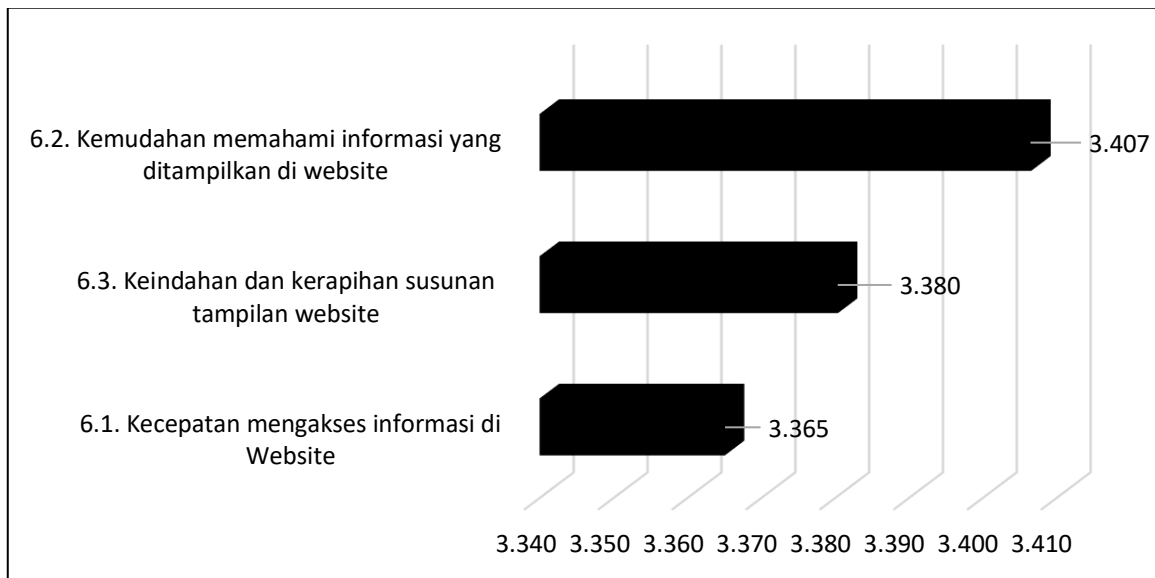 6.2. Kemudahan memahami informasi yang
ditampilkan di website
3.407
6.3. Keindahan dan kerapihan susunan
tampilan website
3.380
6.1. Kecepatan mengakses informasi di
Website
3.365
3.340 3.350 3.360 3.370 3.380 3.390 3.400 3.410